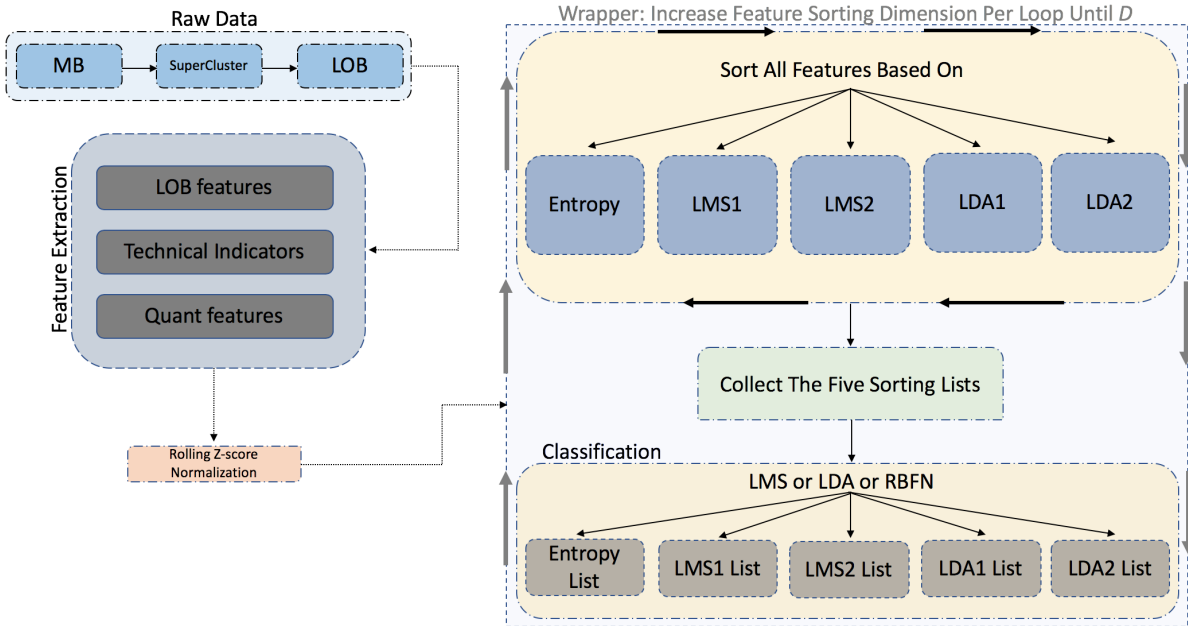 Raw Data
MB
SuperCluster
LOB
Feature Extraction
LOB features
Technical Indicators
Quant features
Rolling Z-score
Normalization
Wrapper: Increase Feature Sorting Dimension Per Loop Until D
Sort All Features Based On
Entropy
LMS1
LMS2
LDA1
LDA2
Collect The Five Sorting Lists
Classification
LMS or LDA or RBFN
Entropy
List
LMS1 List
LMS2 List
LDA1 List
LDA2 List